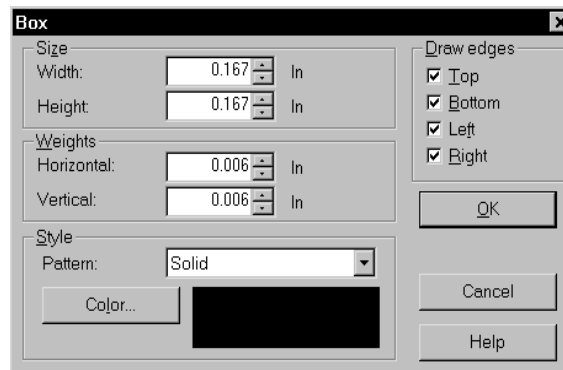 Box
Size
Width: 0.167 In
Height: 0.167 In
Weights
Horizontal: 0.006 In
Vertical: 0.006 In
Style
Pattern: Solid
Color...
Draw edges
Top
Bottom
Left
Right
OK
Cancel
Help